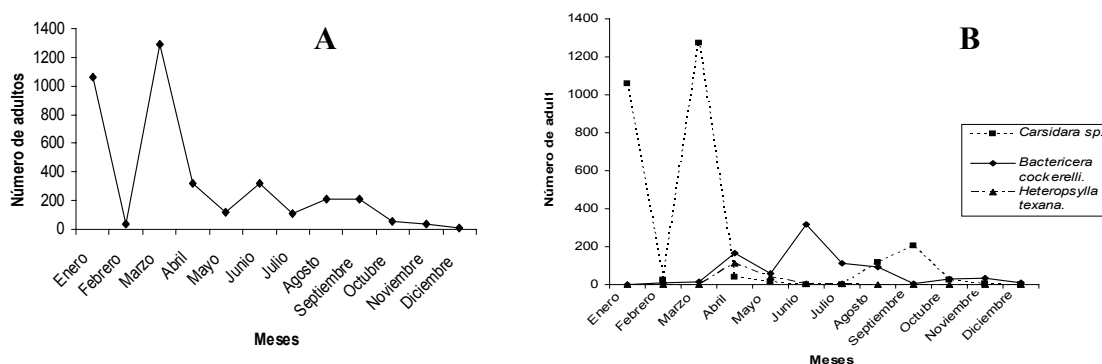 A
Número de adultos
1400
1200
1000
800
600
400
200
0
Enero
Febrero
Marzo
Abril
Mayo
Junio
Julio
Agosto
Septiembre
Octubre
Noviembre
Diciembre
Meses
B
Número de adul1
1400
1200
1000
800
600
400
200
0
Enero
Febrero
Marzo
Abril
Mayo
Junio
Julio
Agosto
Septiembre
Octubre
Noviembre
Diciembre
Meses
Carsidara sp.
Bactericera
cockerelli.
Heteropsylla
texana.